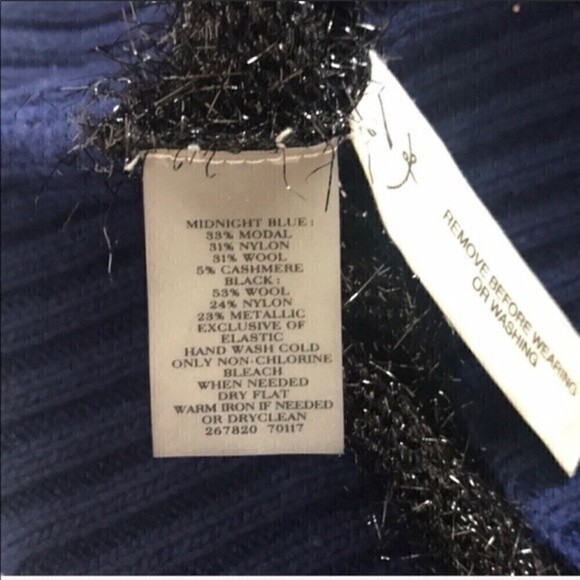 MIDNIGHT BLUE :
33% MODAL
31% NYLON
31% WOOL
5% CASHMERE
BLACK :
53% WOOL
24% NYLON
23% METALLIC
EXCLUSIVE OF
ELASTIC
HAND WASH COLD
ONLY NON-CHLORINE
BLEACH
WHEN NEEDED
DRY FLAT
WARM IRON IF NEEDED
OR DRYCLEAN
267820 70117
REMOVE BEFORE WEARING
OR WASHING